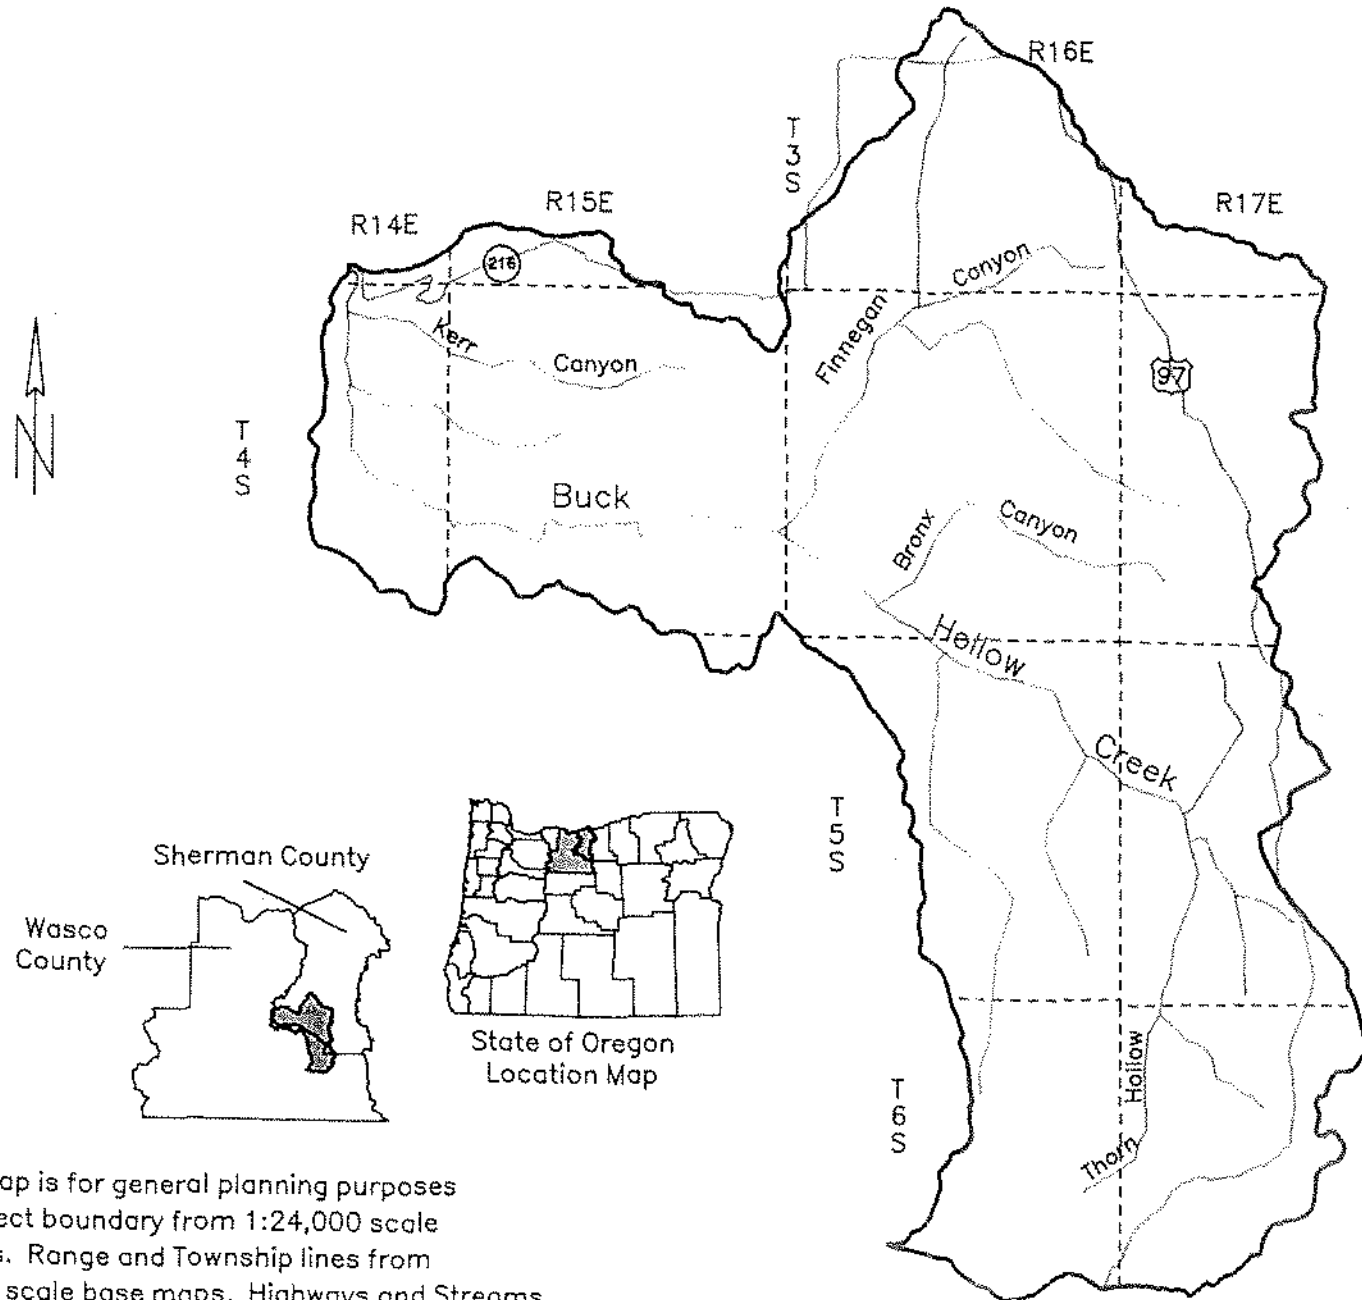 R16E
T
3
S
R17E
R15E
R14E
216
Canyon
Finnegan
Kerr
Canyon
97
T
4
S
Buck
Bronx
Canyon
Hollow
Creek
T
5
S
Sherman County
Wasco
County
State of Oregon
Location Map
Hollow
T
6
S
Thorn
N
ap is for general planning purposes
ect boundary from 1:24,000 scale
s. Range and Township lines from
scale base maps. Highways and Streams